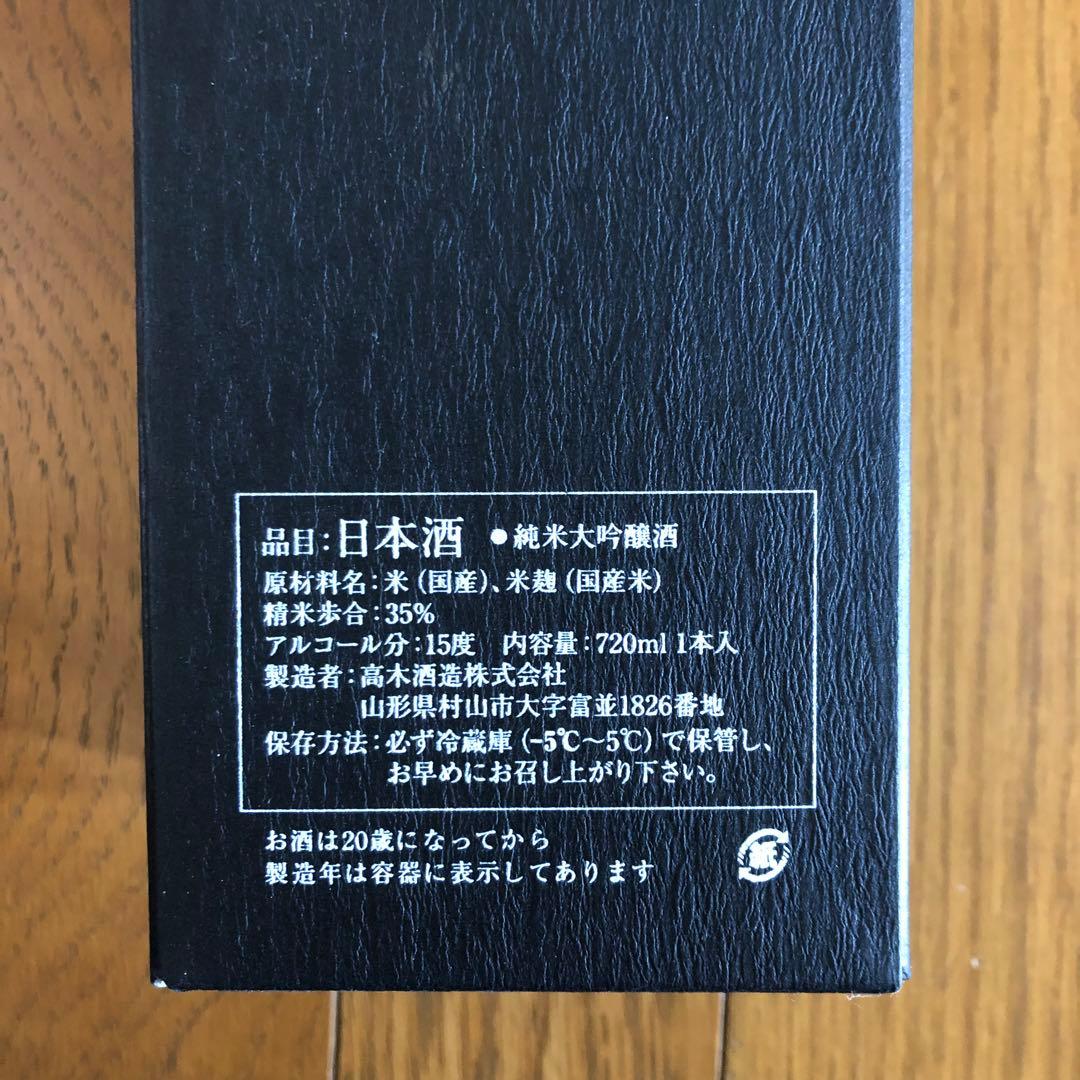 品目：日本酒 ●純米大吟醸酒
原材料名：米（国産）、米麹（国産米）
精米歩合：35%
アルコール分：15度 内容量：720ml 1本入
製造者：高木酒造株式会社
山形県村山市大字富並1826番地
保存方法：必ず冷蔵庫（-5℃〜5℃）で保管し、
お早めにお召し上がり下さい。
お酒は20歳になってから
製造年は容器に表示してあります
紙